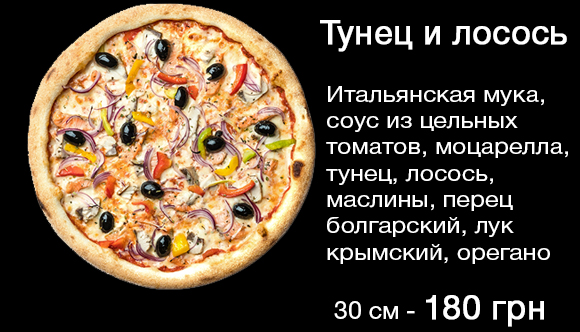 Тунец и лосось
Итальянская мука,
соус из цельных
томатов, моцарелла,
тунец, лосось,
маслины, перец
болгарский, лук
крымский, орегано
30 см - 180 грн